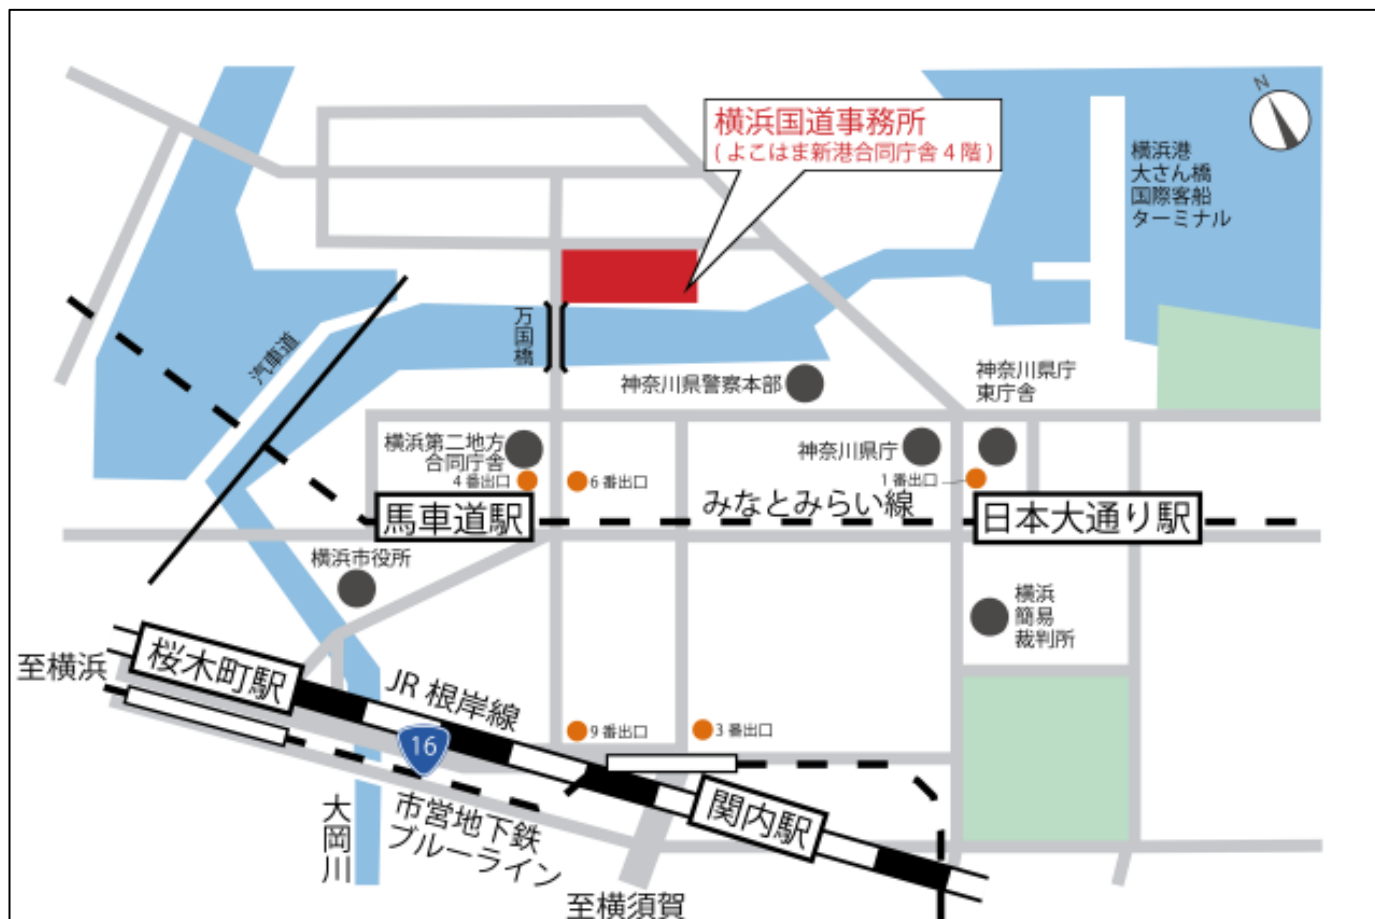 N
横浜国道事務所
(よこはま新港合同庁舎4階)
横浜港
大さん橋
国際客船
ターミナル
万国橋
汽車道
神奈川県警察本部
神奈川県庁
東庁舎
横浜第二地方
合同庁舎
神奈川県庁
4番出口
6番出口
1番出口
みなとみらい線
馬車道駅
日本大通り駅
横浜市役所
横浜
簡易
裁判所
桜木町駅
至横浜
JR根岸線
16
9番出口
3番出口
関内駅
大岡川
市営地下鉄
ブルーライン
至横須賀